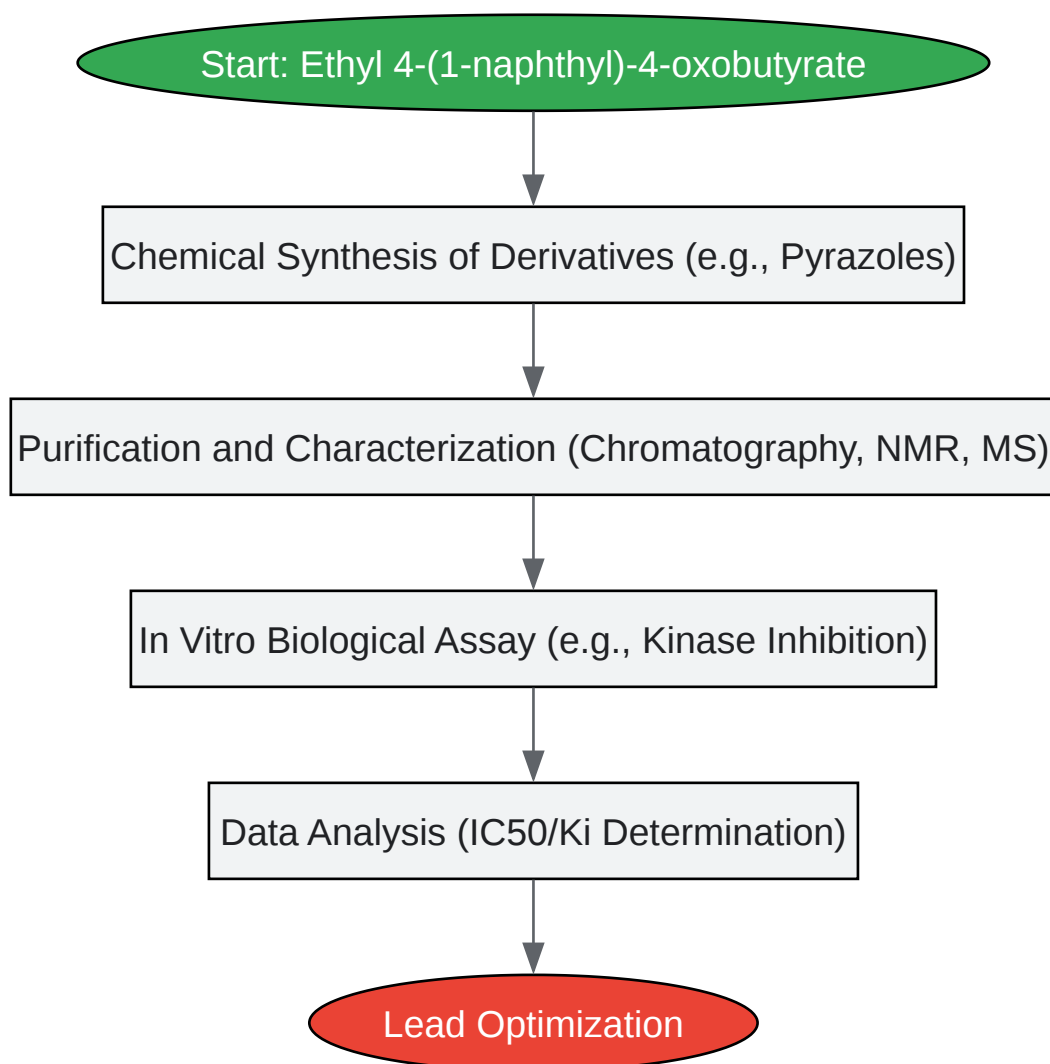 Start: Ethyl 4-(1-naphthyl)-4-oxobutyrate
Chemical Synthesis of Derivatives (e.g., Pyrazoles)
Purification and Characterization (Chromatography, NMR, MS)
In Vitro Biological Assay (e.g., Kinase Inhibition)
Data Analysis (IC50/Ki Determination)
Lead Optimization